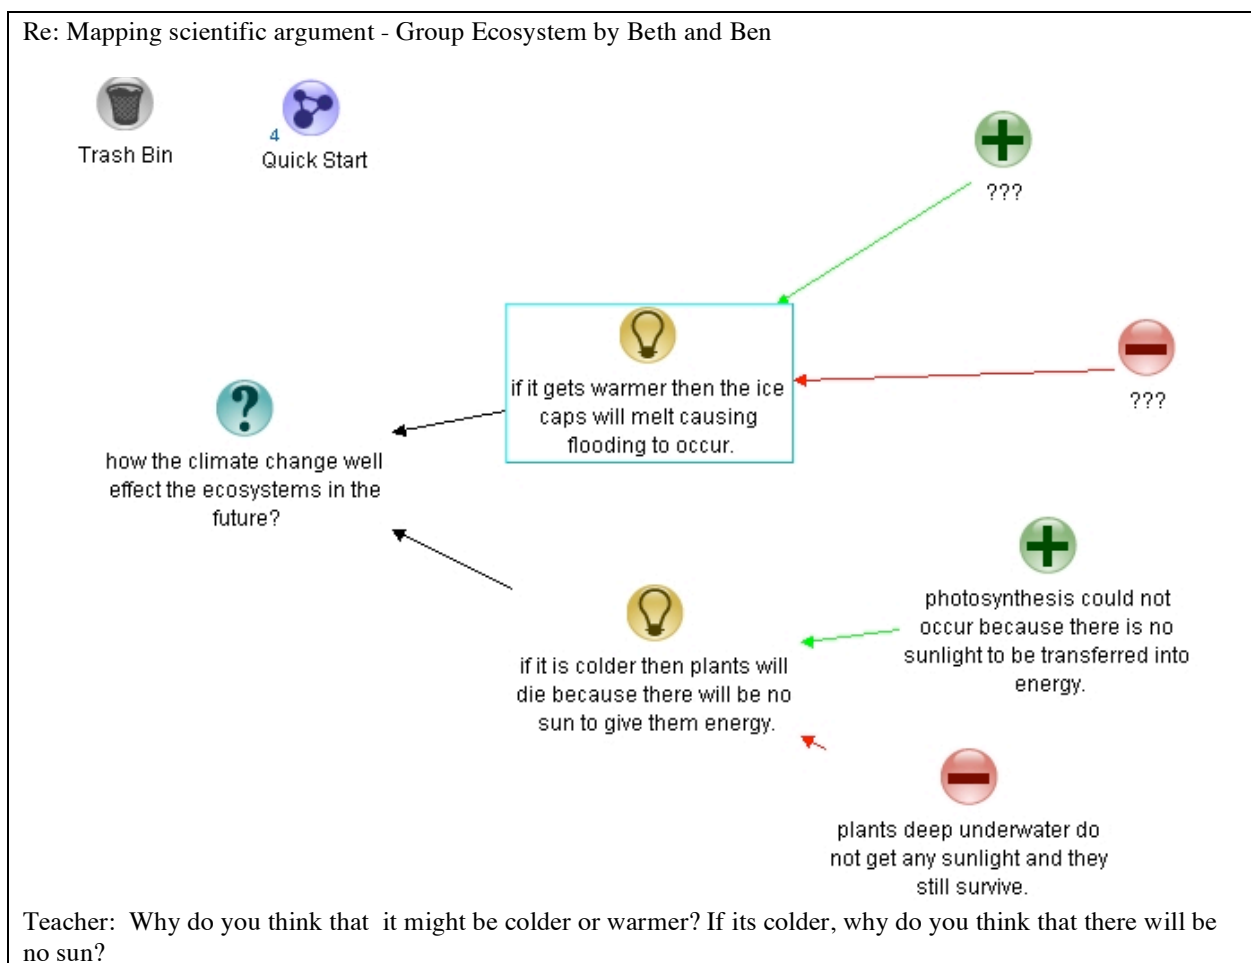 Re: Mapping scientific argument - Group Ecosystem by Beth and Ben
4
Trash Bin
Quick Start
???
if it gets warmer then the ice
caps will melt causing
flooding to occur.
???
?
how the climate change well
effect the ecosystems in the
future?
photosynthesis could not
occur because there is no
sunlight to be transferred into
energy.
if it is colder then plants will
die because there will be no
sun to give them energy.
plants deep underwater do
not get any sunlight and they
still survive.
Teacher:  Why do you think that  it might be colder or warmer? If its colder, why do you think that there will be
no sun?